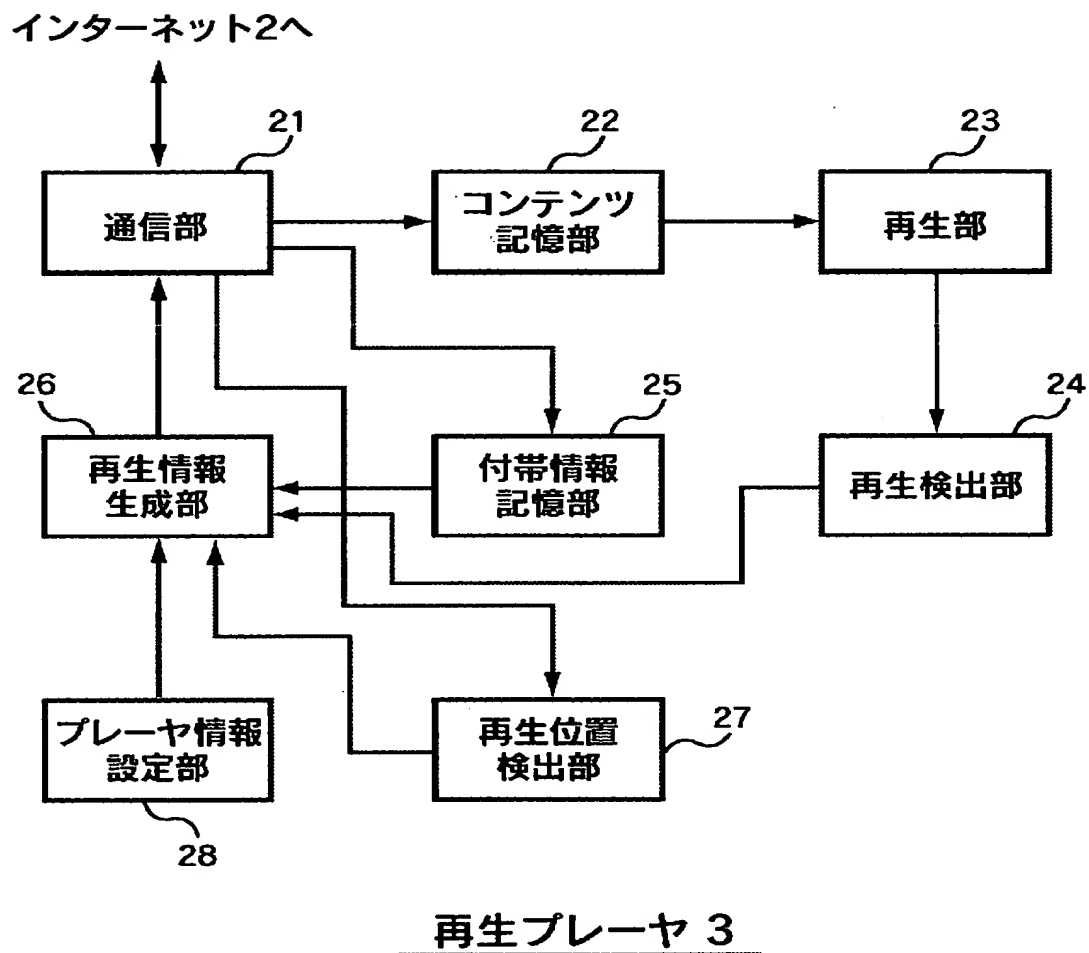 インターネット2へ
21
通信部
22
コンテンツ
記憶部
23
再生部
26
再生情報
生成部
25
付帯情報
記憶部
24
再生検出部
プレーヤ情報
設定部
28
再生位置
検出部
27
再生プレーヤ 3